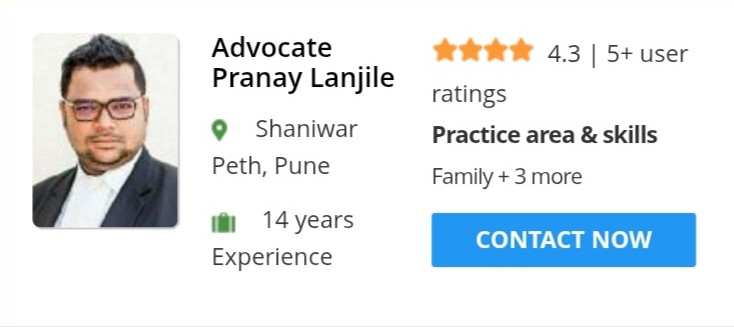 Advocate
Pranay Lanjile
Shaniwar
Peth, Pune
14 years
Experience
4.3 | 5+ user
ratings
Practice area & skills
Family + 3 more
CONTACT NOW